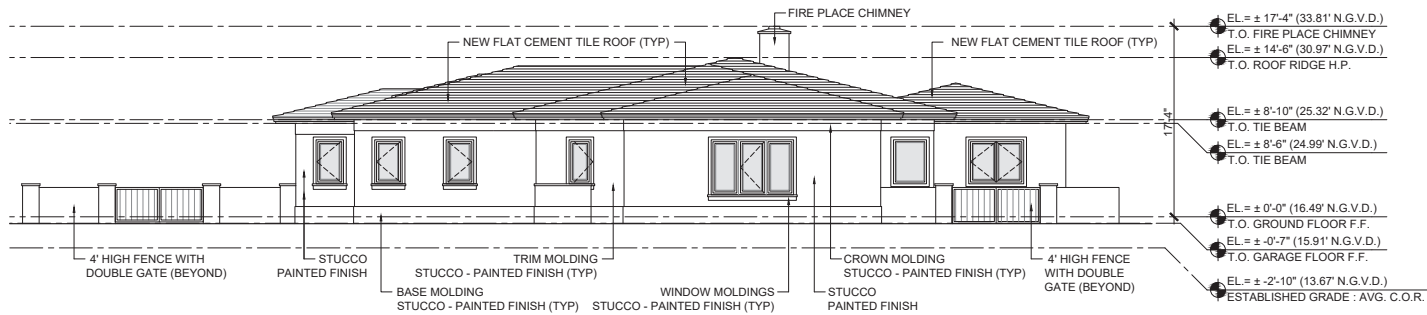 FIRE PLACE CHIMNEY
NEW FLAT CEMENT TILE ROOF (TYP)
NEW FLAT CEMENT TILE ROOF (TYP)
EL.= ± 17'-4" (33.81' N.G.V.D.)
T.O. FIRE PLACE CHIMNEY
EL.= ± 14'-6" (30.97' N.G.V.D.)
T.O. ROOF RIDGE H.P.
17'-4"
EL.= ± 8'-10" (25.32' N.G.V.D.)
T.O. TIE BEAM
EL.= ± 8'-6" (24.99' N.G.V.D.)
T.O. TIE BEAM
EL.= ± 0'-0" (16.49' N.G.V.D.)
T.O. GROUND FLOOR F.F.
EL.= ± -0'-7" (15.91' N.G.V.D.)
T.O. GARAGE FLOOR F.F.
EL.= ± -2'-10" (13.67' N.G.V.D.)
ESTABLISHED GRADE : AVG. C.O.R.
4' HIGH FENCE WITH
DOUBLE GATE (BEYOND)
STUCCO
PAINTED FINISH
BASE MOLDING
STUCCO - PAINTED FINISH (TYP)
TRIM MOLDING
STUCCO - PAINTED FINISH (TYP)
WINDOW MOLDINGS
STUCCO - PAINTED FINISH (TYP)
CROWN MOLDING
STUCCO - PAINTED FINISH (TYP)
STUCCO
PAINTED FINISH
4' HIGH FENCE
WITH DOUBLE
GATE (BEYOND)